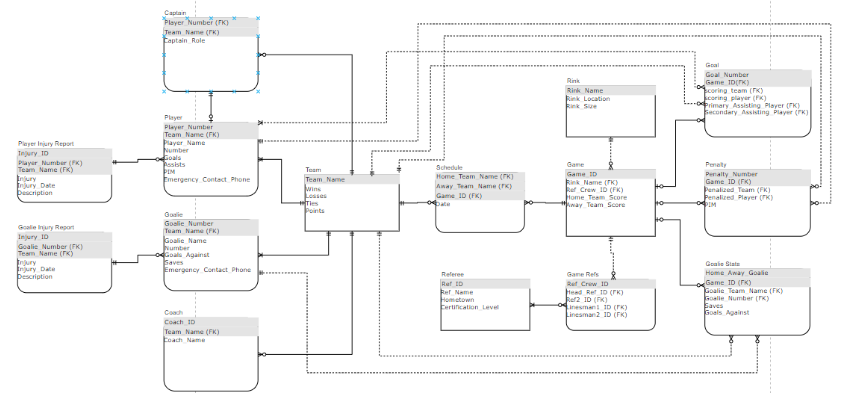 Captain
Player_Number (FK)
Team_Name (FK)
Captain_Role
Player
Player_Number
Team_Name (FK)
Player_Name
Number
Goals
Assists
PIM
Emergency_Contact_Phone
Player Injury Report
Injury_ID
Player_Number (FK)
Team_Name (FK)
Injury
Injury_Date
Description
Goalie
Goalie_Number
Team_Name (FK)
Goalie_Name
Number
Goals_Against
Saves
Emergency_Contact_Phone
Goalie Injury Report
Injury_ID
Goalie_Number (FK)
Team_Name (FK)
Injury
Injury_Date
Description
Coach
Coach_ID
Team_Name (FK)
Coach_Name
Team
Team_Name
Wins
Losses
Ties
Points
Schedule
Home_Team_Name (FK)
Away_Team_Name (FK)
Game_ID (FK)
Date
Referee
Ref_ID
Ref_Name
Hometown
Certification_Level
Rink
Rink_Name
Rink_Location
Rink_Size
Game
Game_ID
Rink_Name (FK)
Ref_Crew_ID (FK)
Home_Team_Score
Away_Team_Score
Game Refs
Ref_Crew_ID
Head_Ref_ID (FK)
Ref2_ID (FK)
Linesman1_ID (FK)
Linesman2_ID (FK)
Goal
Goal_Number
Game_ID(FK)
scoring_team (FK)
scoring_player (FK)
Primary_Assisting_Player (FK)
Secondary_Assisting_Player (FK)
Penalty
Penalty_Number
Game_ID (FK)
Penalized_Team (FK)
Penalized_Player (FK)
PIM
Goalie Stats
Home_Away_Goalie
Game_ID (FK)
Goalie_Team_Name (FK)
Goalie_Number (FK)
Saves
Goals_Against